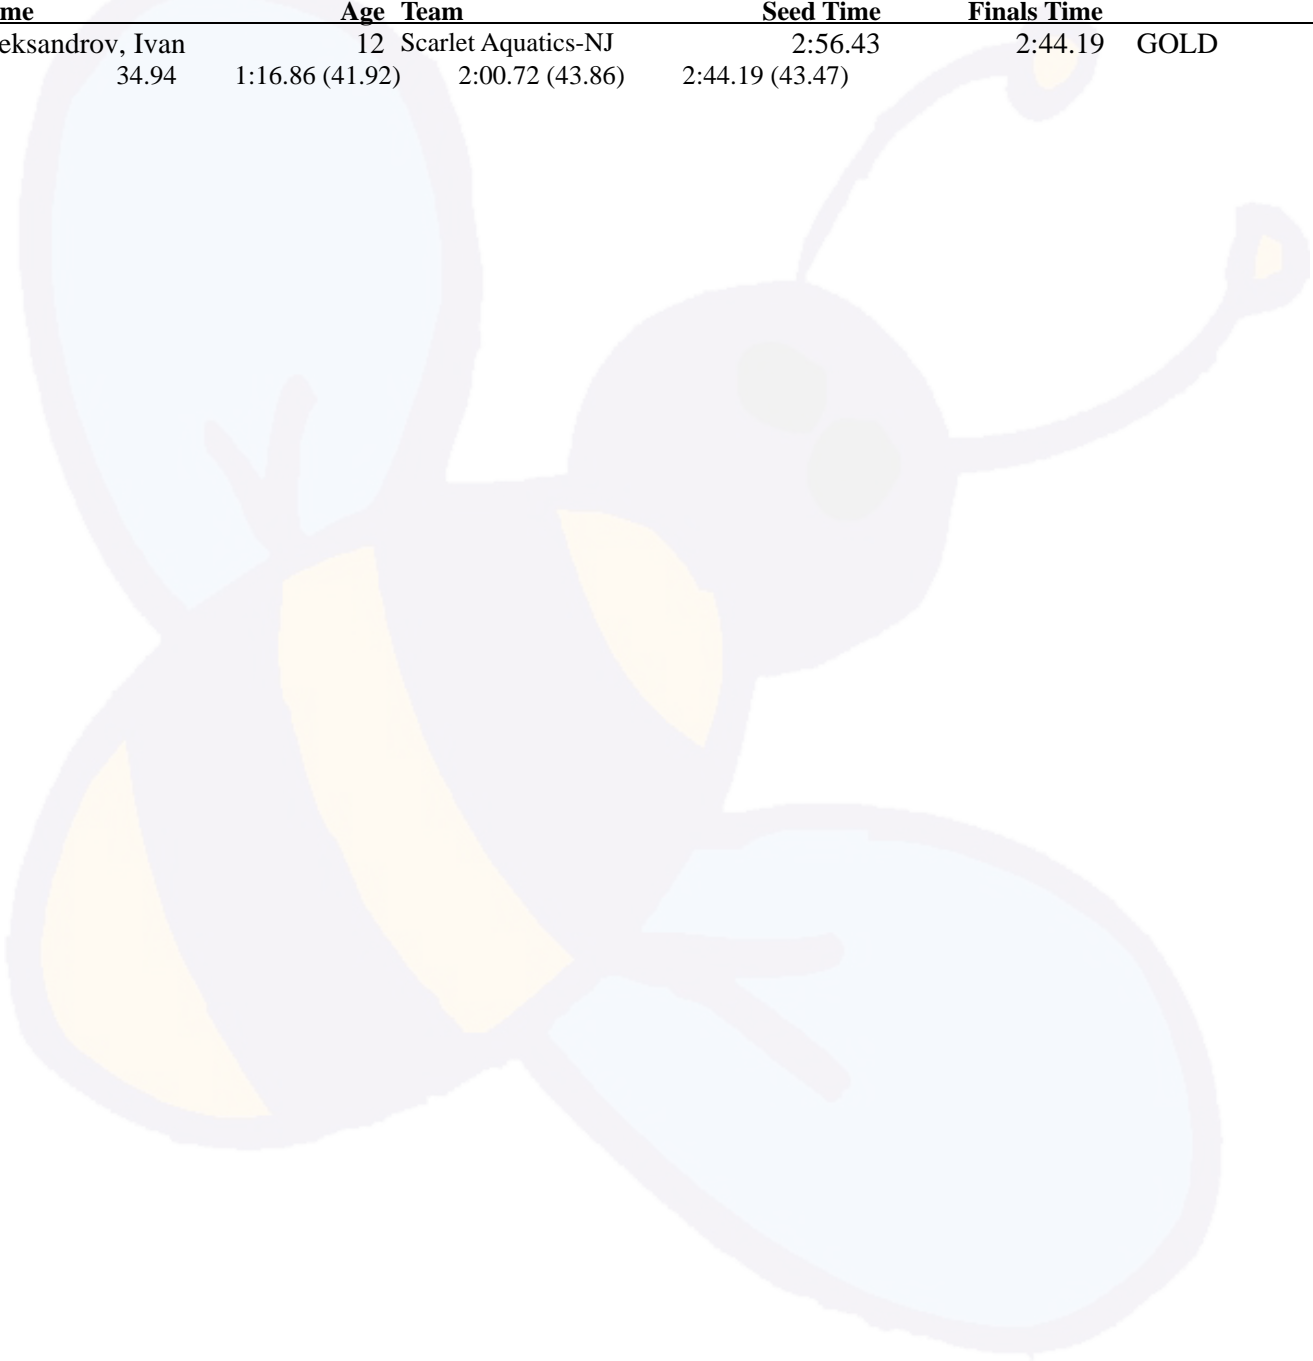 me Age Team Seed Time Finals Time
eksandrov, Ivan 12 Scarlet Aquatics-NJ 2:56.43 2:44.19 GOLD
34.94 1:16.86 (41.92) 2:00.72 (43.86) 2:44.19 (43.47)